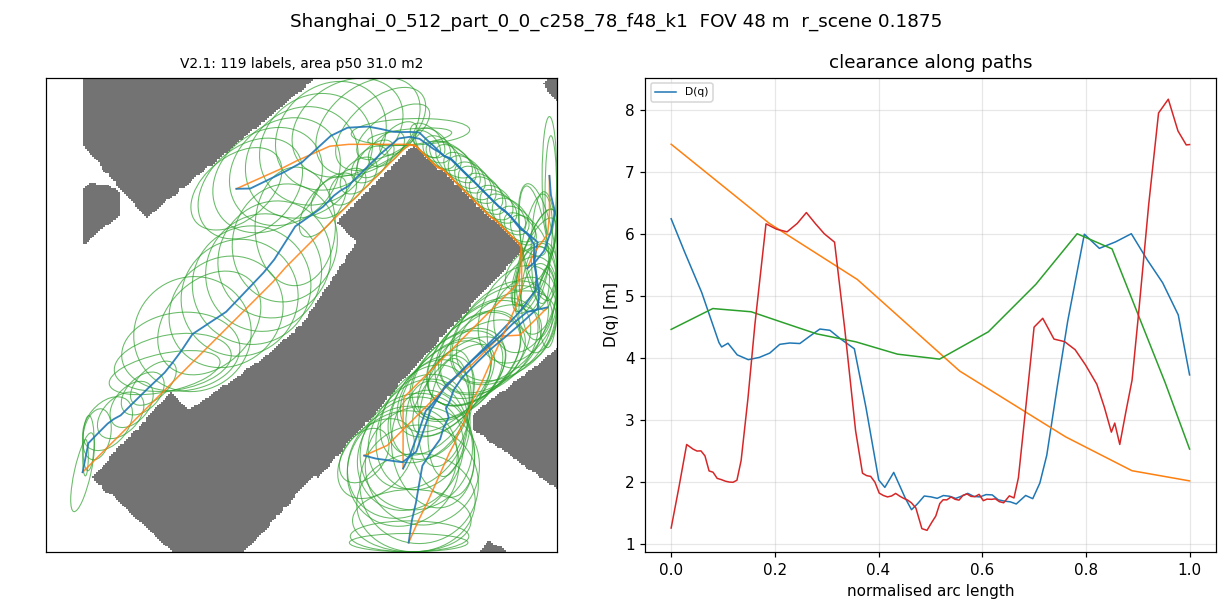 Shanghai_0_512_part_0_0_c258_78_f48_k1 FOV 48 m r_scene 0.1875
V2.1: 119 labels, area p50 31.0 m2
clearance along paths
D(q)
D(q) [m]
8
7
6
5
4
3
2
1
0.0 0.2 0.4 0.6 0.8 1.0
normalised arc length